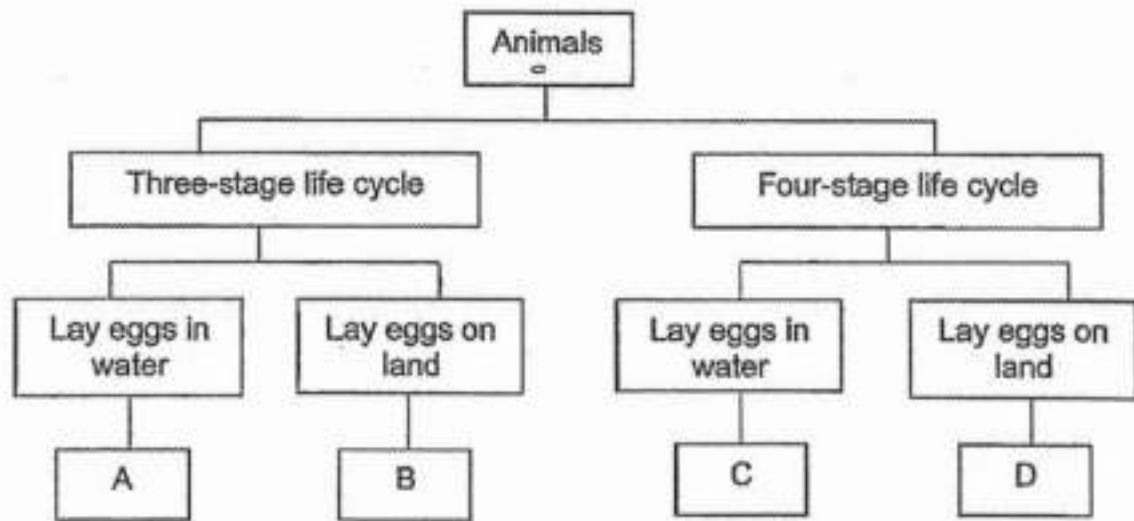 Animals
Three-stage life cycle
Four-stage life cycle
Lay eggs in
water
Lay eggs on
land
Lay eggs in
water
Lay eggs on
land
A
B
C
D